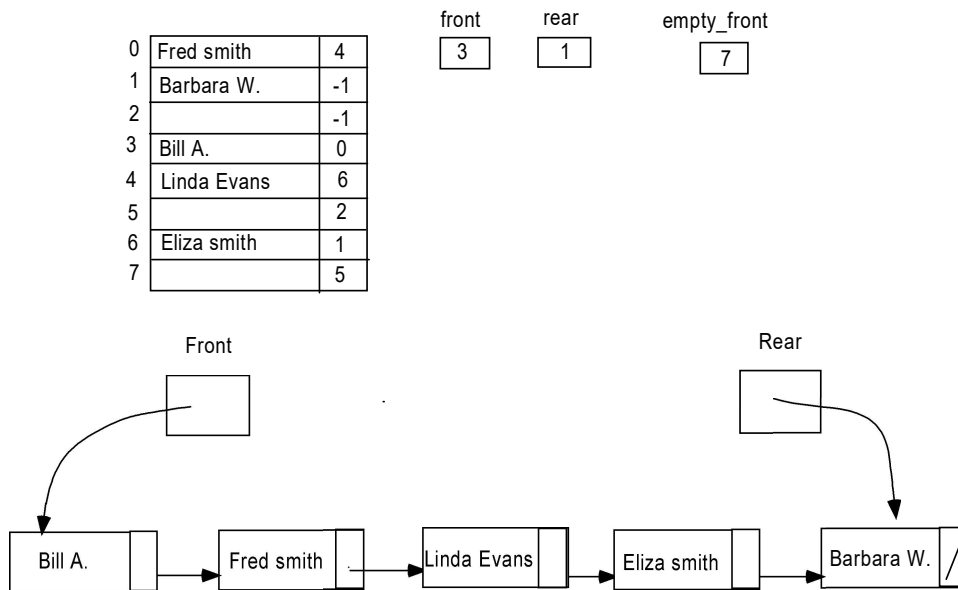 front rear empty_front
3 1 7
0 Fred smith 4
1 Barbara W. -1
2 -1
3 Bill A. 0
4 Linda Evans 6
5 2
6 Eliza smith 1
7 5
Front Rear
Bill A. Fred smith Linda Evans Eliza smith Barbara W.